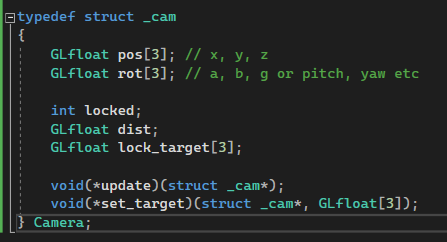 typedef struct _cam
{
    GLfloat pos[3]; // x, y, z
    GLfloat rot[3]; // a, b, g or pitch, yaw etc

    int locked;
    GLfloat dist;
    GLfloat lock_target[3];

    void(*update)(struct _cam*);
    void(*set_target)(struct _cam*, GLfloat[3]);
} Camera;